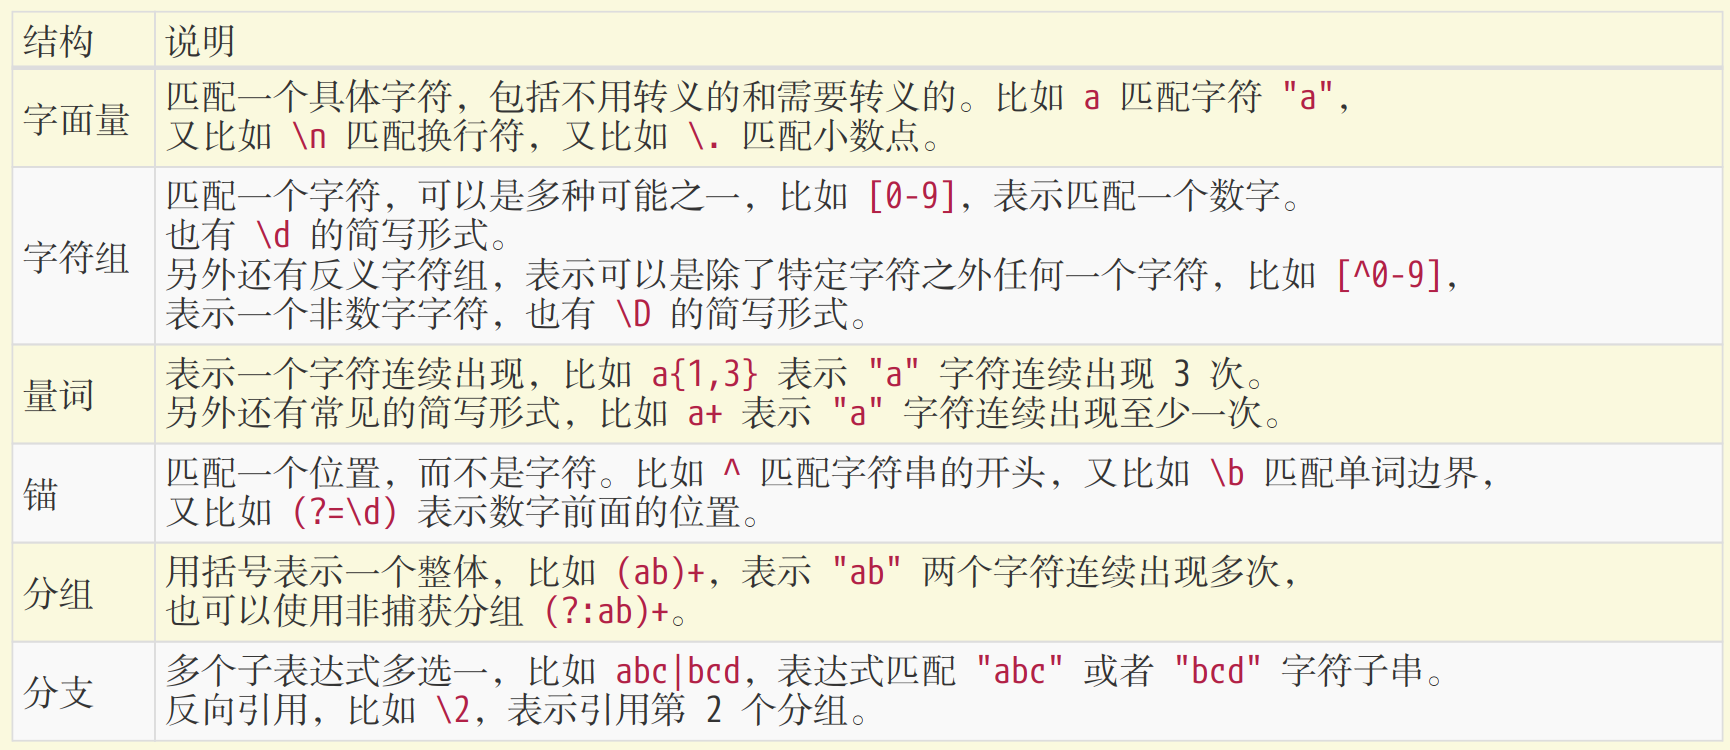 结构 说明
字面量
匹配一个具体字符，包括不用转义的和需要转义的。比如 a 匹配字符 "a"，
又比如 \n 匹配换行符，又比如 \. 匹配小数点。
字符组
匹配一个字符，可以是多种可能之一，比如 [0-9]，表示匹配一个数字。
也有 \d 的简写形式。
另外还有反义字符组，表示可以是除了特定字符之外任何一个字符，比如 [^0-9]，
表示一个非数字字符，也有 \D 的简写形式。
量词
表示一个字符连续出现，比如 a{1,3} 表示 "a" 字符连续出现 3 次。
另外还有常见的简写形式，比如 a+ 表示 "a" 字符连续出现至少一次。
锚
匹配一个位置，而不是字符。比如 ^ 匹配字符串的开头，又比如 \b 匹配单词边界，
又比如 (?=\d) 表示数字前面的位置。
分组
用括号表示一个整体，比如 (ab)+，表示 "ab" 两个字符连续出现多次，
也可以使用非捕获分组 (?:ab)+。
分支
多个子表达式多选一，比如 abc|bcd，表达式匹配 "abc" 或者 "bcd" 字符子串。
反向引用，比如 \2，表示引用第 2 个分组。